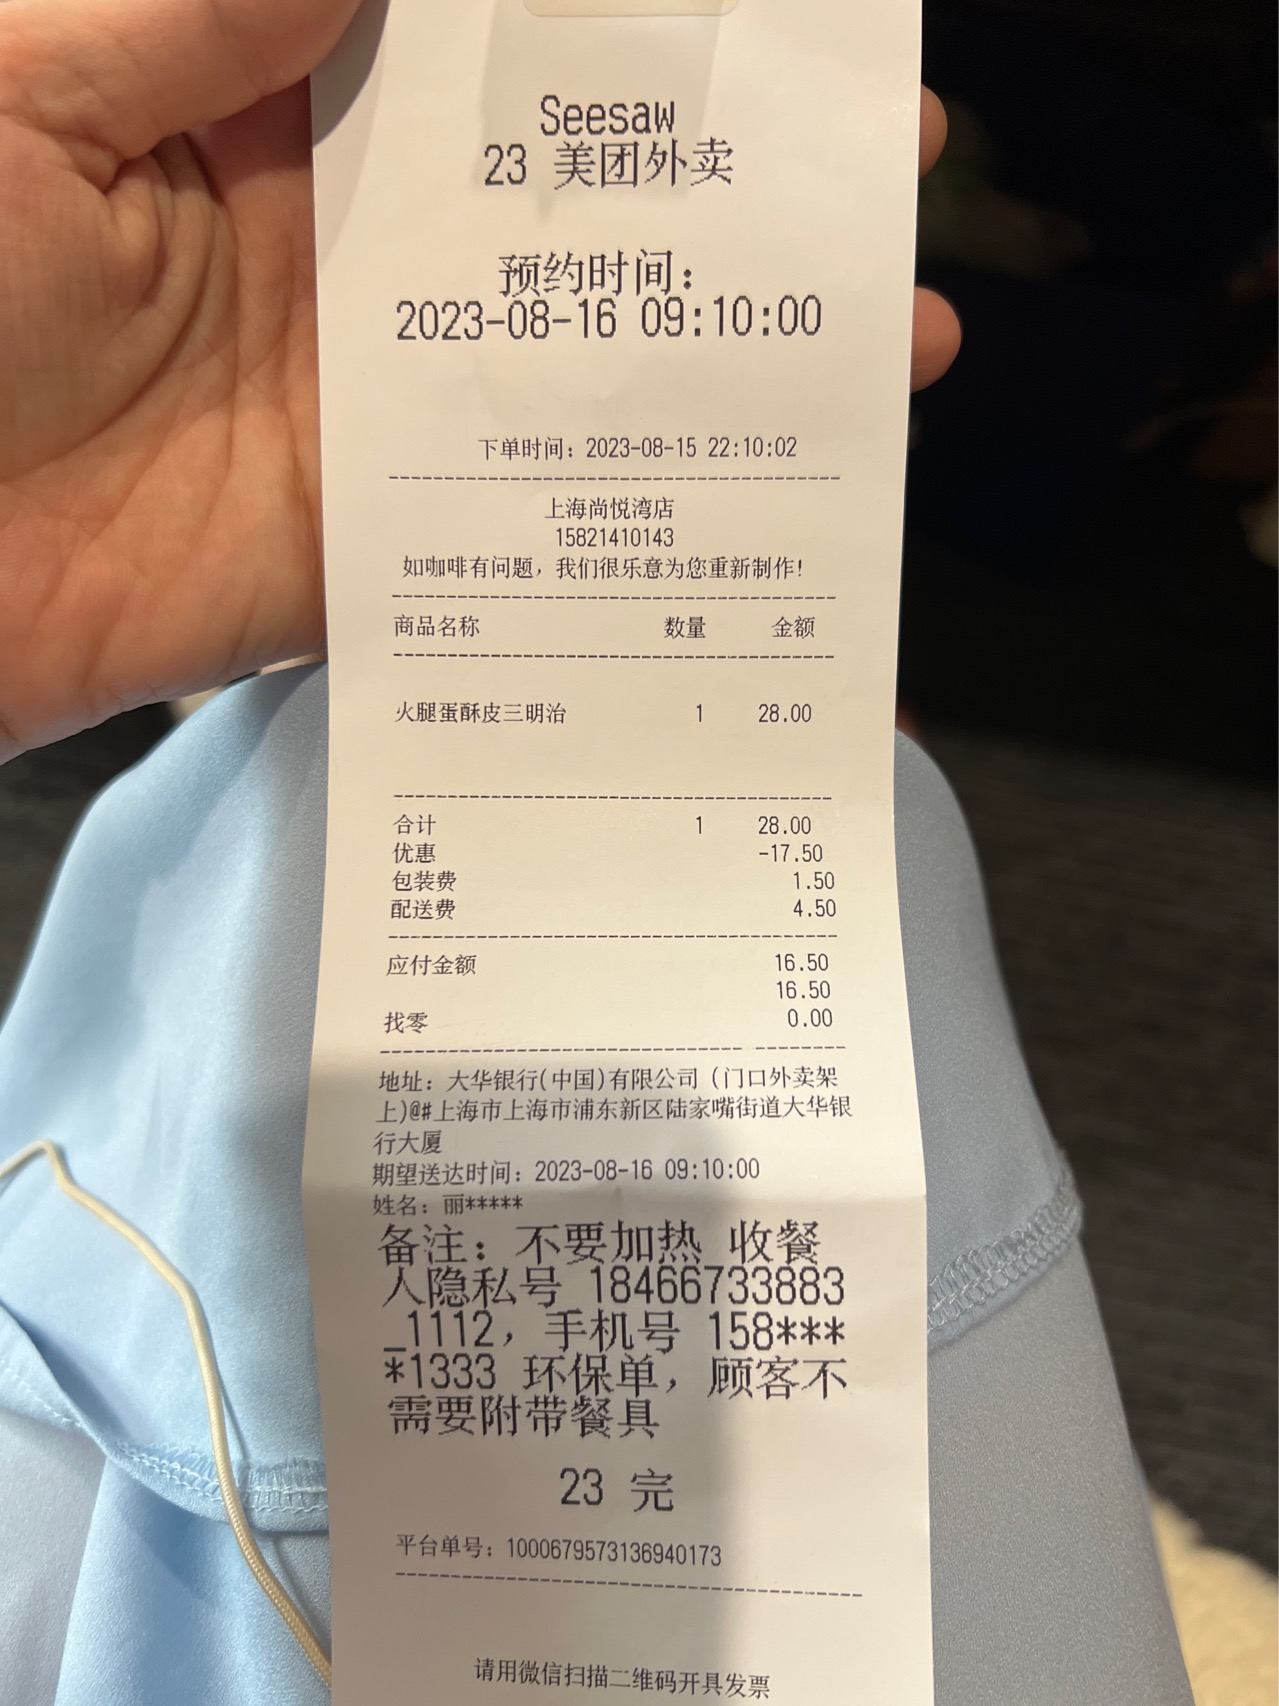 Seesaw
23 美团外卖
预约时间：
2023-08-16 09:10:00
下单时间：2023-08-15 22:10:02
上海尚悦湾店
15821410143
如咖啡有问题，我们很乐意为您重新制作!
商品名称 数量 金额
火腿蛋酥皮三明治 1 28.00
合计 1 28.00
优惠 -17.50
包装费 1.50
配送费 4.50
应付金额 16.50
16.50
找零 0.00
地址：大华银行(中国)有限公司 (门口外卖架
上)@#上海市上海市浦东新区陆家嘴街道大华银
行大厦
期望送达时间：2023-08-16 09:10:00
姓名：丽*****
备注：不要加热 收餐
人隐私号 18466733883
_1112，手机号 158***
*1333 环保单，顾客不
需要附带餐具
23 完
平台单号：1000679573136940173
请用微信扫描二维码开具发票